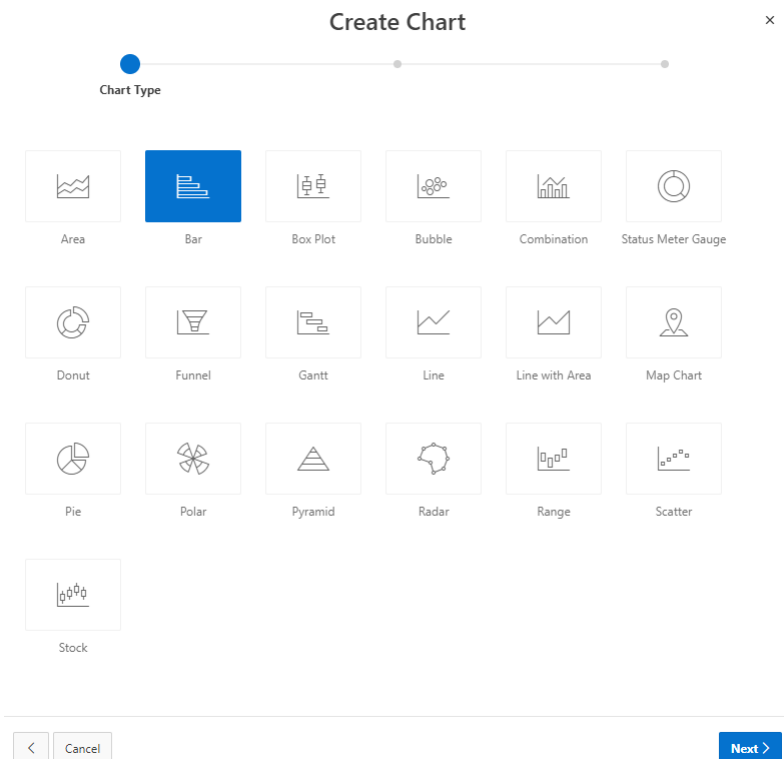 Create Chart
Chart Type
Area Bar Box Plot Bubble Combination Status Meter Gauge
Donut Funnel Gantt Line Line with Area Map Chart
Pie Polar Pyramid Radar Range Scatter
Stock
Cancel Next